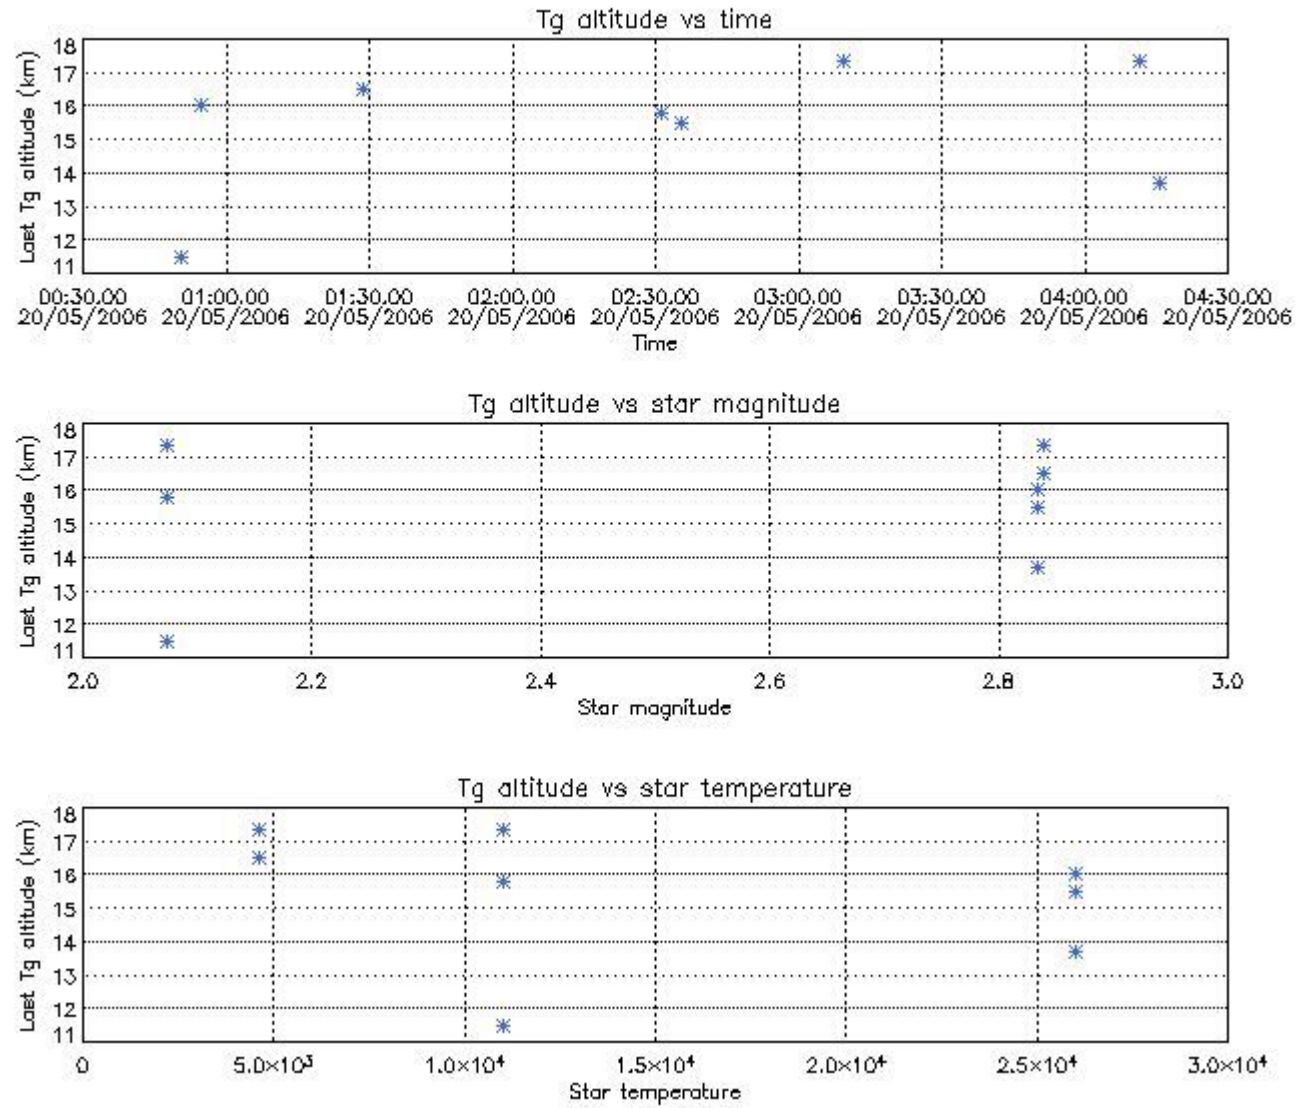 Tg altitude vs time
Last Tg altitude (km)
18
17
16
15
14
13
12
11
00:30.00 01:00.00 01:30.00 02:00.00 02:30.00 03:00.00 03:30.00 04:00.00 04:30.00
20/05/2006 20/05/2006 20/05/2006 20/05/2006 20/05/2006 20/05/2006 20/05/2006 20/05/2006 20/05/2006
Time
Tg altitude vs star magnitude
Last Tg altitude (km)
18
17
16
15
14
13
12
11
2.0 2.2 2.4 2.6 2.8 3.0
Star magnitude
Tg altitude vs star temperature
Last Tg altitude (km)
18
17
16
15
14
13
12
11
0 5.0×10³ 1.0×10⁴ 1.5×10⁴ 2.0×10⁴ 2.5×10⁴ 3.0×10⁴
Star temperature